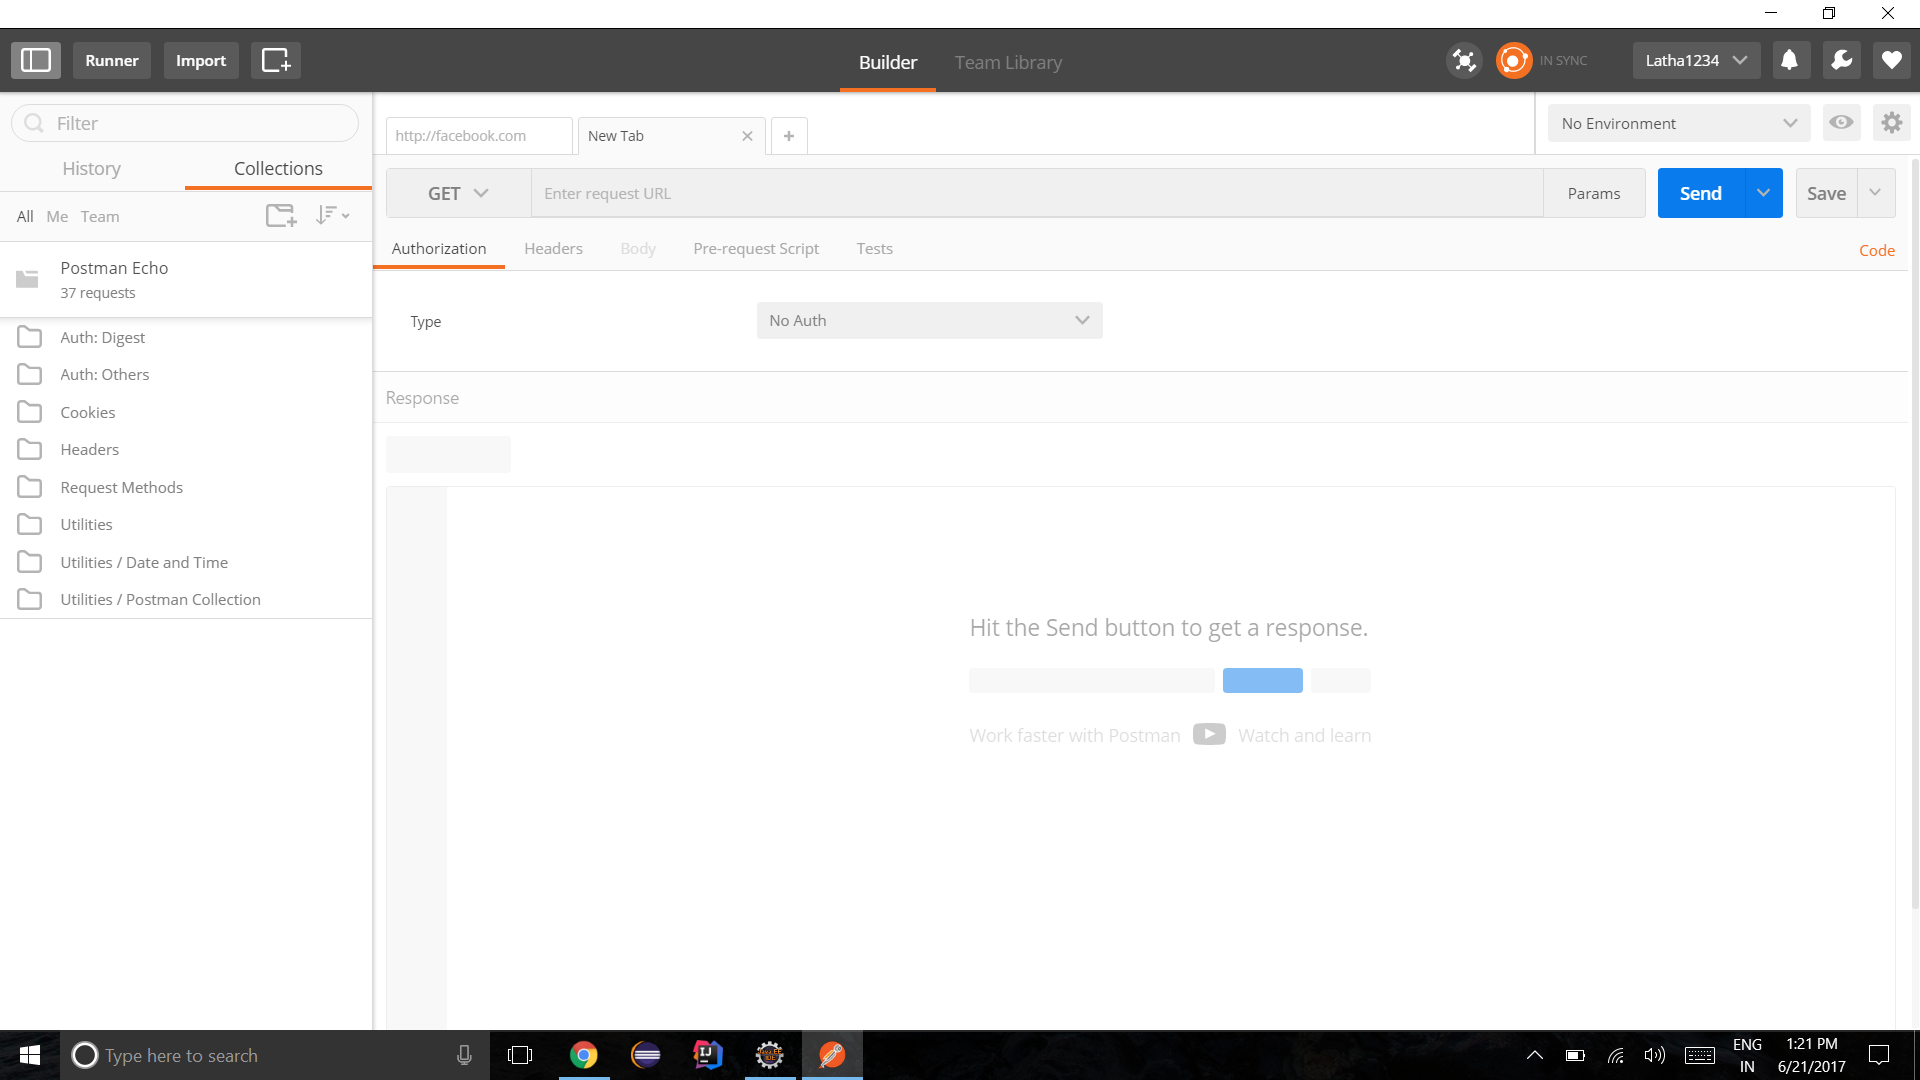 Runner
Import
Builder
Team Library
IN SYNC
Latha1234
Filter
History
Collections
All Me Team
Postman Echo
37 requests
Auth: Digest
Auth: Others
Cookies
Headers
Request Methods
Utilities
Utilities / Date and Time
Utilities / Postman Collection
http://facebook.com
New Tab
No Environment
GET
Enter request URL
Params
Send
Save
Authorization
Headers
Body
Pre-request Script
Tests
Code
Type
No Auth
Response
Hit the Send button to get a response.
Work faster with Postman
Watch and learn
Type here to search
ENG
IN
1:21 PM
6/21/2017